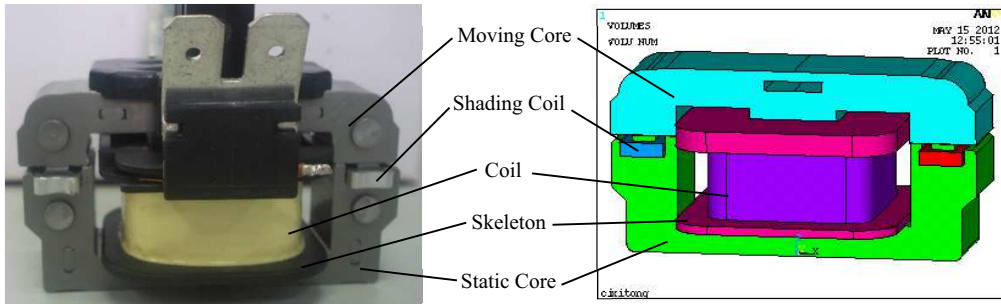 Moving Core
Shading Coil
Coil
Skeleton
Static Core
1
VOLUMES
VOLU NUM
AN
MAY 15 2012
12:55:01
PLOT NO. 1
X
cixitong